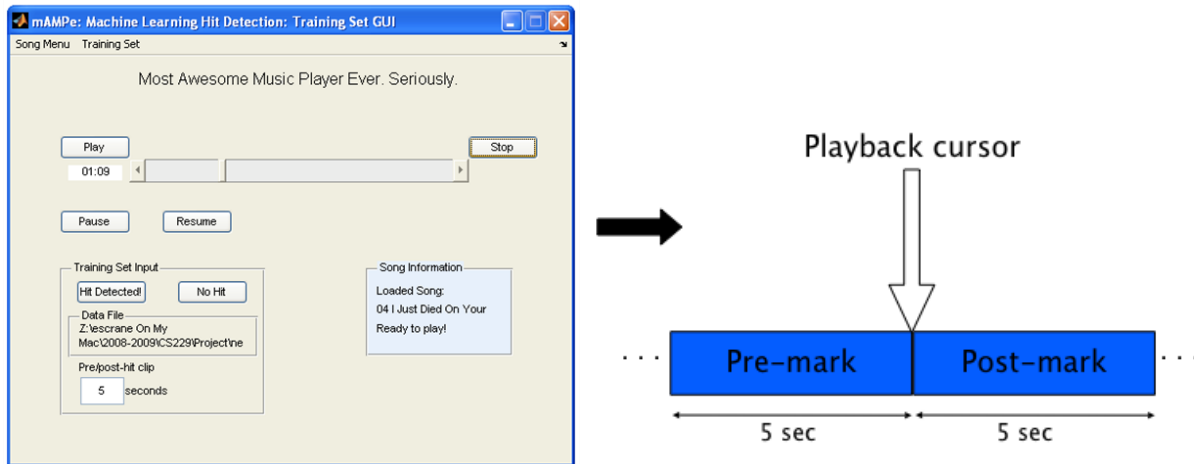 mAMPe: Machine Learning Hit Detection: Training Set GUI
Song Menu Training Set
Most Awesome Music Player Ever. Seriously.
Play
Stop
01:09
Pause
Resume
Training Set Input
Hit Detected!
No Hit
Data File
Z:\escrane On My
Mac\2008-2009\CS229\Project\ne
Pre/post-hit clip
5 seconds
Song Information
Loaded Song:
04 I Just Died On Your
Ready to play!
Playback cursor
. . . Pre-mark Post-mark . . .
5 sec 5 sec